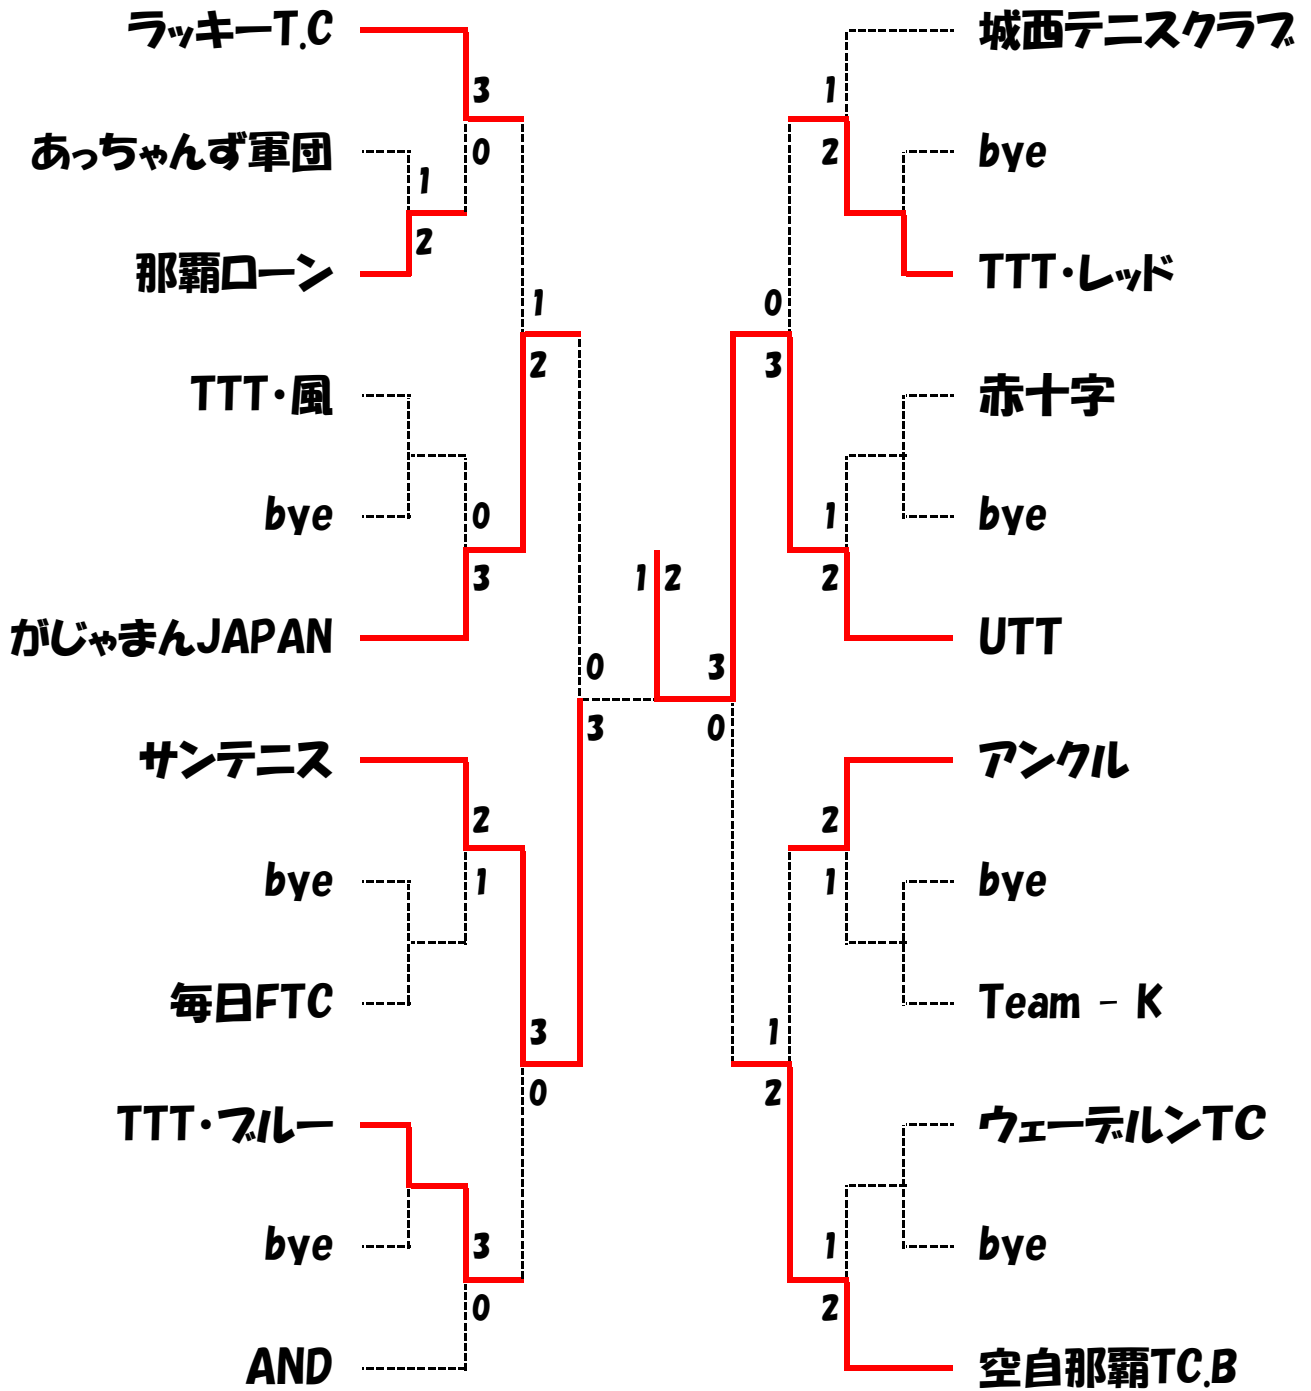 ラッキーT.C
3
0
あっちゃんず軍団
1
2
那覇ローン
1
2
TTT・風
bye
0
3
がじゃまんJAPAN
0
3
サンテニス
2
1
bye
毎日FTC
3
0
TTT・ブルー
bye
3
0
AND
1 2
城西テニスクラブ
1
2
bye
TTT・レッド
0
3
赤十字
bye
1
2
UTT
3
0
アンクル
2
1
bye
Team - K
1
2
ウェーデルンTC
bye
1
2
空自那覇TC.B